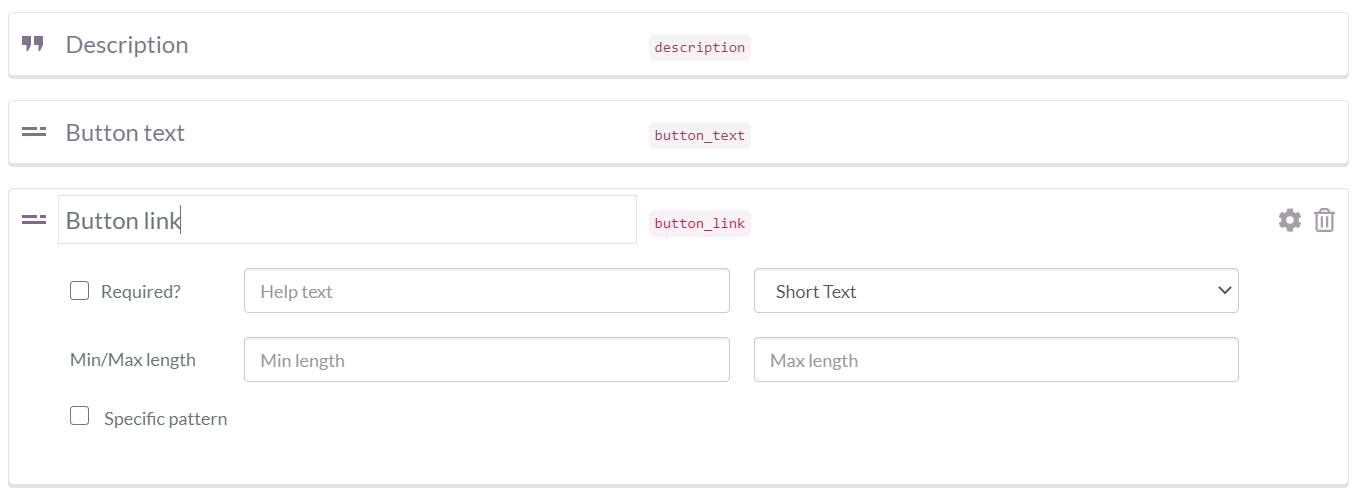 Description description
Button text button_text
Button link button_link
Required? Help text Short Text
Min/Max length Min length Max length
Specific pattern